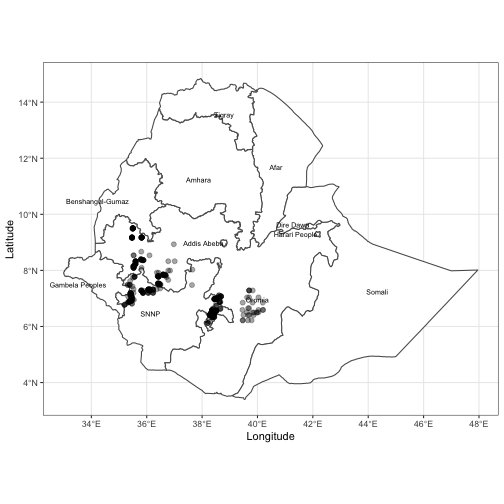 14°N
12°N
10°N
8°N
6°N
4°N
Latitude
Tigray
Afar
Amhara
Benshangul-Gumaz
Dire Dawa
Harari People
Addis Ababa
Gambela Peoples
Somali
Oromia
SNNP
34°E
36°E
38°E
40°E
42°E
44°E
46°E
48°E
Longitude